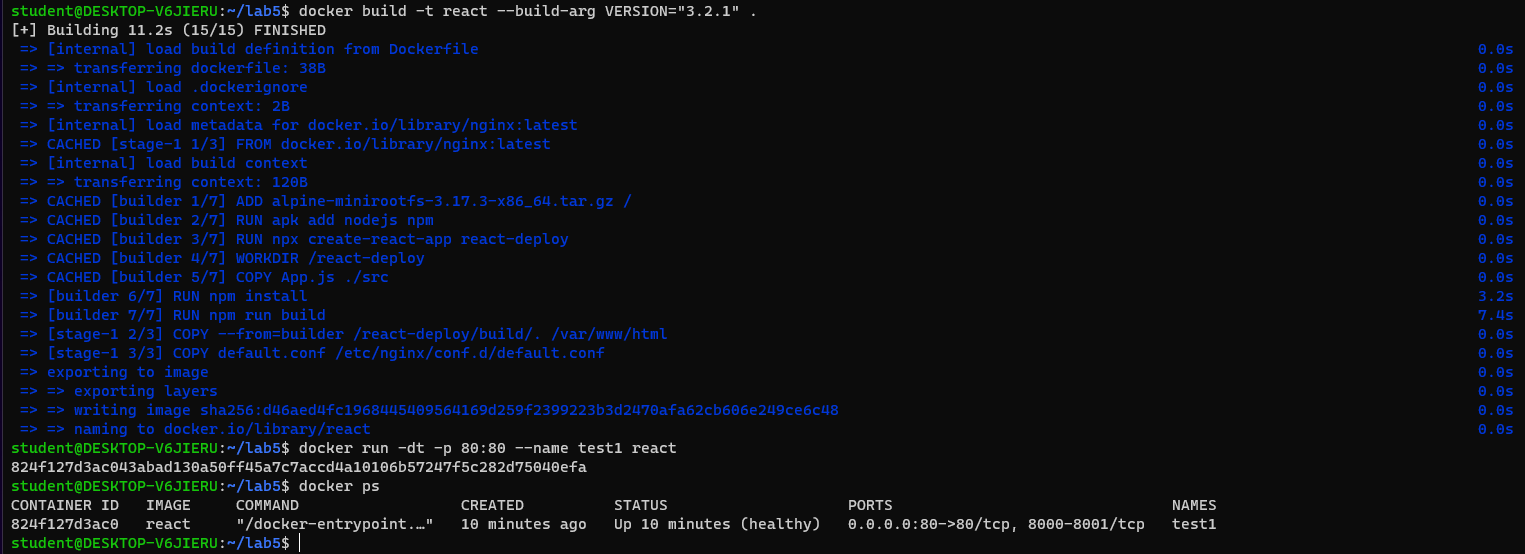 student@DESKTOP-V6JIERU:~/lab5$ docker build -t react --build-arg VERSION="3.2.1" .
[+] Building 11.2s (15/15) FINISHED
=> [internal] load build definition from Dockerfile 0.0s
=> => transferring dockerfile: 38B 0.0s
=> [internal] load .dockerignore 0.0s
=> => transferring context: 2B 0.0s
=> [internal] load metadata for docker.io/library/nginx:latest 0.0s
=> CACHED [stage-1 1/3] FROM docker.io/library/nginx:latest 0.0s
=> [internal] load build context 0.0s
=> => transferring context: 120B 0.0s
=> CACHED [builder 1/7] ADD alpine-minirootfs-3.17.3-x86_64.tar.gz / 0.0s
=> CACHED [builder 2/7] RUN apk add nodejs npm 0.0s
=> CACHED [builder 3/7] RUN npx create-react-app react-deploy 0.0s
=> CACHED [builder 4/7] WORKDIR /react-deploy 0.0s
=> CACHED [builder 5/7] COPY App.js ./src 0.0s
=> [builder 6/7] RUN npm install 3.2s
=> [builder 7/7] RUN npm run build 7.4s
=> [stage-1 2/3] COPY --from=builder /react-deploy/build/. /var/www/html 0.0s
=> [stage-1 3/3] COPY default.conf /etc/nginx/conf.d/default.conf 0.0s
=> exporting to image 0.0s
=> => exporting layers 0.0s
=> => writing image sha256:d46aed4fc1968445409564169d259f2399223b3d2470afa62cb606e249ce6c48 0.0s
=> => naming to docker.io/library/react 0.0s
student@DESKTOP-V6JIERU:~/lab5$ docker run -dt -p 80:80 --name test1 react
824f127d3ac043abad130a50ff45a7c7accd4a10106b57247f5c282d75040efa
student@DESKTOP-V6JIERU:~/lab5$ docker ps
CONTAINER ID IMAGE COMMAND CREATED STATUS PORTS NAMES
824f127d3ac0 react "/docker-entrypoint.…" 10 minutes ago Up 10 minutes (healthy) 0.0.0.0:80->80/tcp, 8000-8001/tcp test1
student@DESKTOP-V6JIERU:~/lab5$